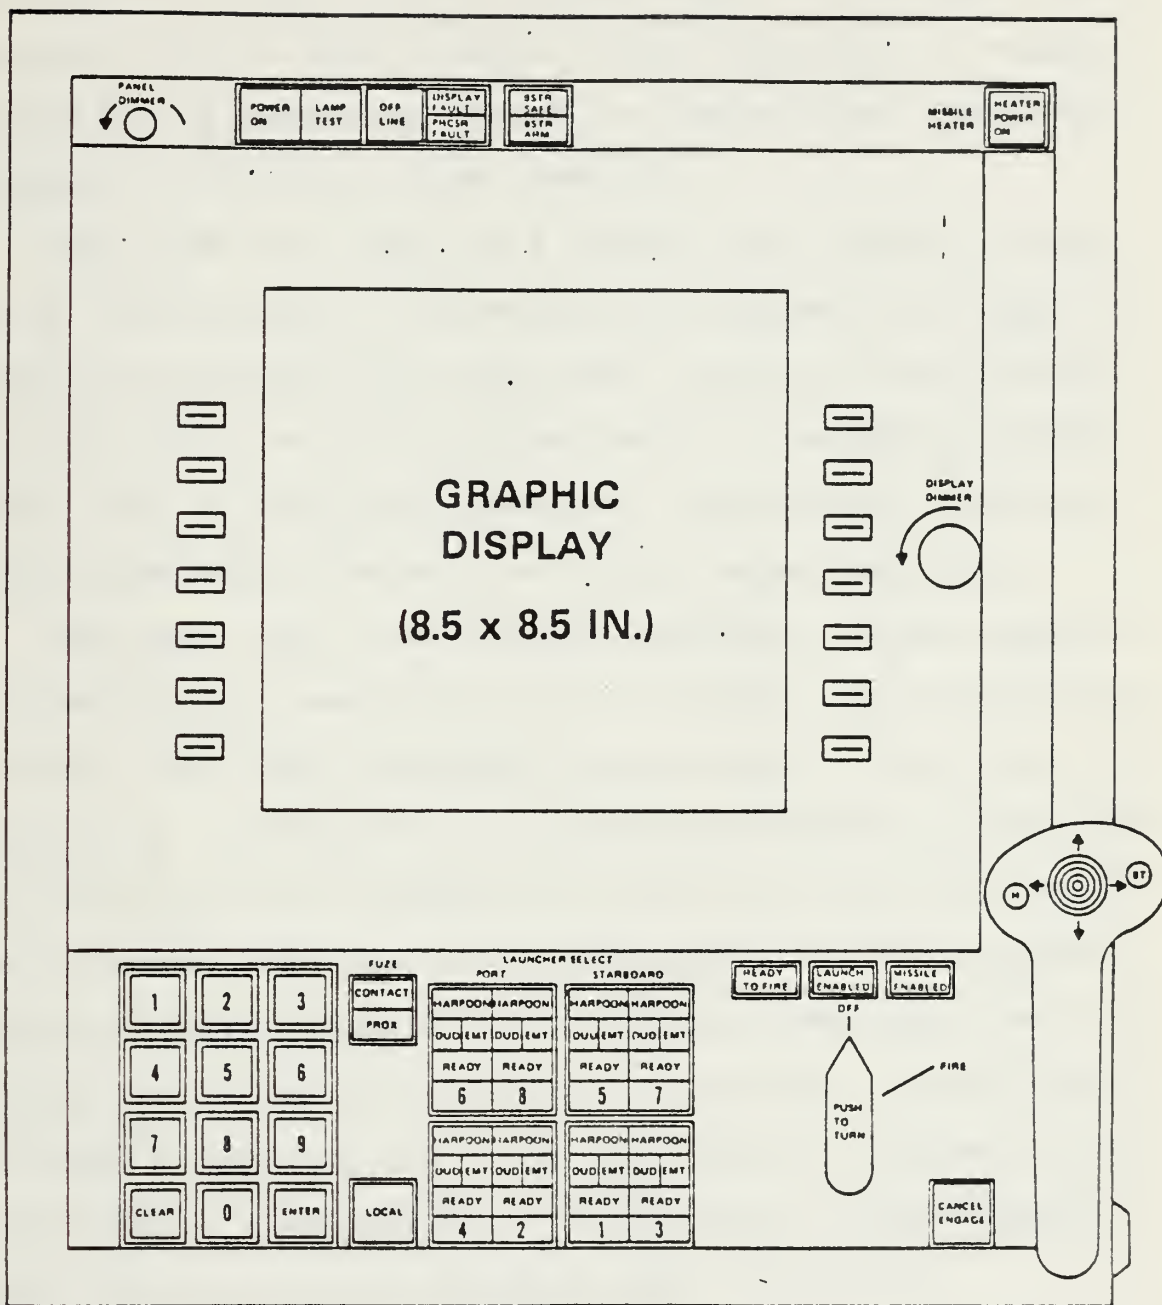 PANEL
DIMMER
POWER
ON
LAMP
TEST
OFF
LINE
DISPLAY
FAULT
PHCSR
FAULT
BSTR
SAFE
BSTR
ARM
MISSILE
HEATER
HEATER
POWER
ON
GRAPHIC
DISPLAY
(8.5 x 8.5 IN.)
DISPLAY
DIMMER
H
BT
1 2 3
4 5 6
7 8 9
CLEAR 0 ENTER
FUZE
CONTACT
PROX
LOCAL
LAUNCHER SELECT
PORT STARBOARD
HARPOON HARPOON HARPOON HARPOON
DUD EMT DUD EMT DUD EMT DUD EMT
READY READY READY READY
6 8 5 7
HARPOON HARPOON HARPOON HARPOON
DUD EMT DUD EMT DUD EMT DUD EMT
READY READY READY READY
4 2 1 3
READY
TO FIRE
LAUNCH
ENABLED
MISSILE
ENABLED
OFF
FIRE
PUSH
TO
TURN
CANCEL
ENGAGE